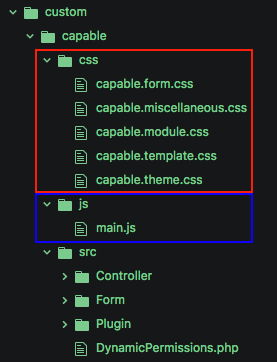 custom
capable
css
capable.form.css
capable.miscellaneous.css
capable.module.css
capable.template.css
capable.theme.css
js
main.js
src
Controller
Form
Plugin
DynamicPermissions.php